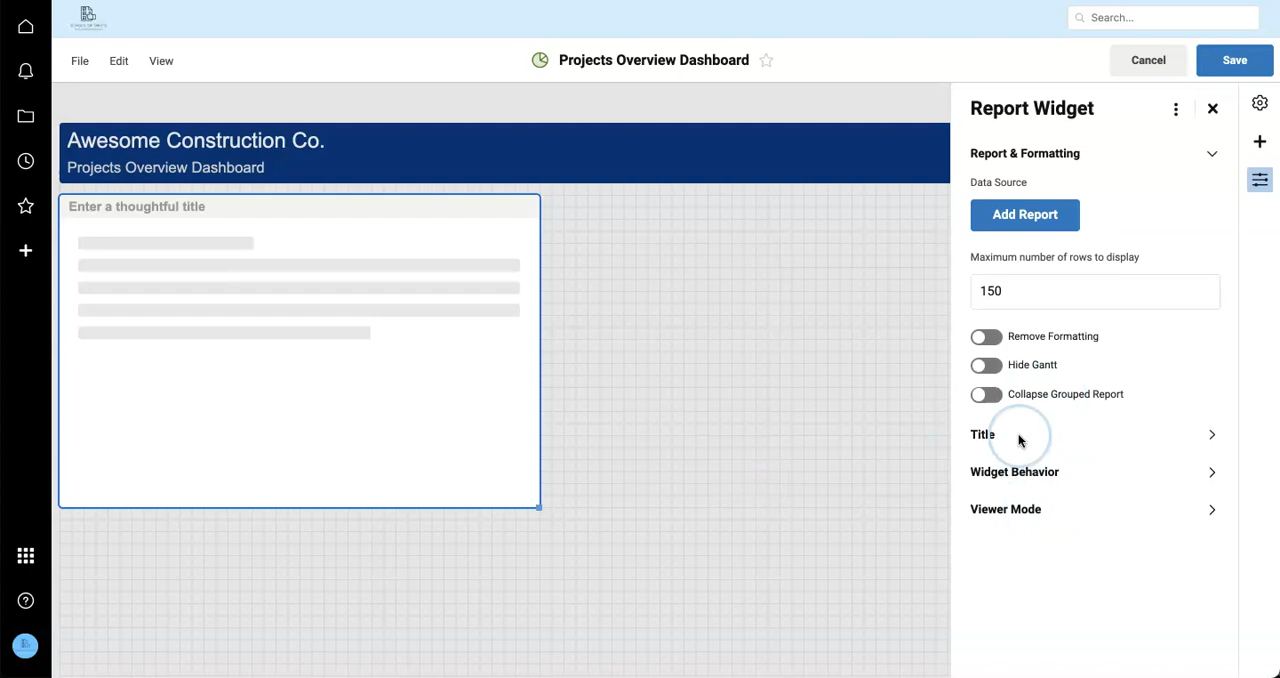 Search...
File Edit View
Projects Overview Dashboard
Cancel
Save
Awesome Construction Co.
Projects Overview Dashboard
Enter a thoughtful title
Report Widget
Report & Formatting
Data Source
Add Report
Maximum number of rows to display
150
Remove Formatting
Hide Gantt
Collapse Grouped Report
Title
Widget Behavior
Viewer Mode